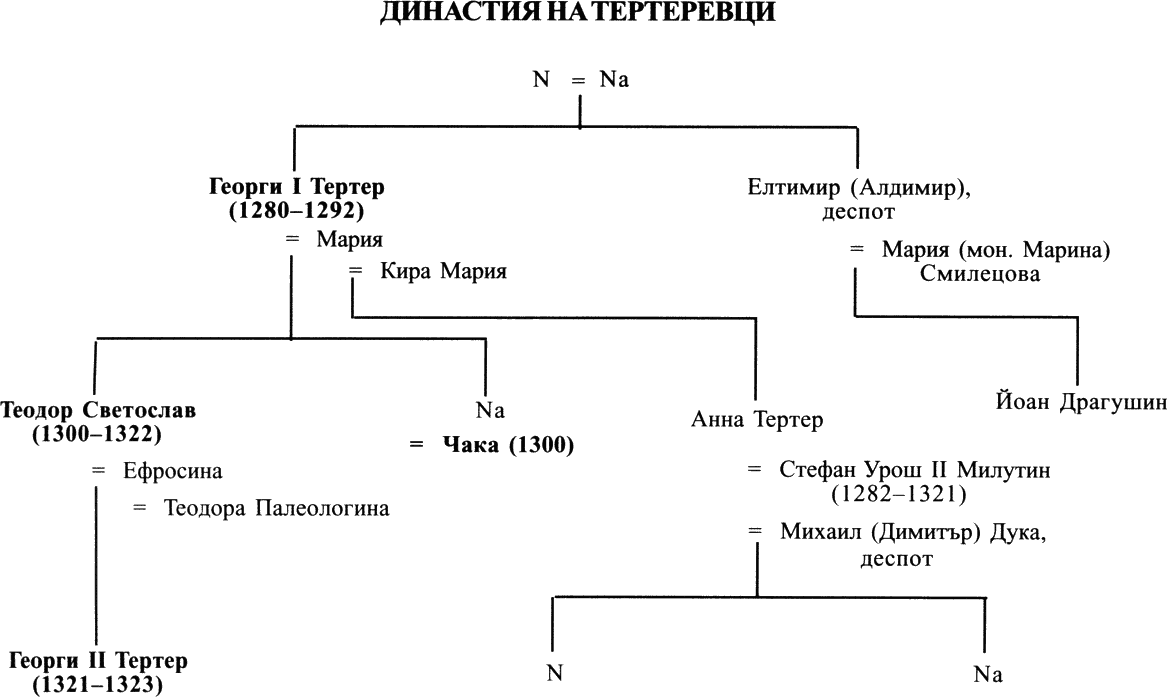 ДИНАСТИЯ НА ТЕРТЕРЕВЦИ
N = Na
Георги I Тертер
(1280–1292)
= Мария
= Кира Мария
Елтимир (Алдимир),
деспот
= Мария (мон. Марина)
Смилецова
Теодор Светослав
(1300–1322)
= Ефросина
= Теодора Палеологина
Na
= Чака (1300)
Анна Тертер
= Стефан Урош II Милутин
(1282–1321)
= Михаил (Димитър) Дука,
деспот
Йоан Драгушин
Георги II Тертер
(1321–1323)
N
Na